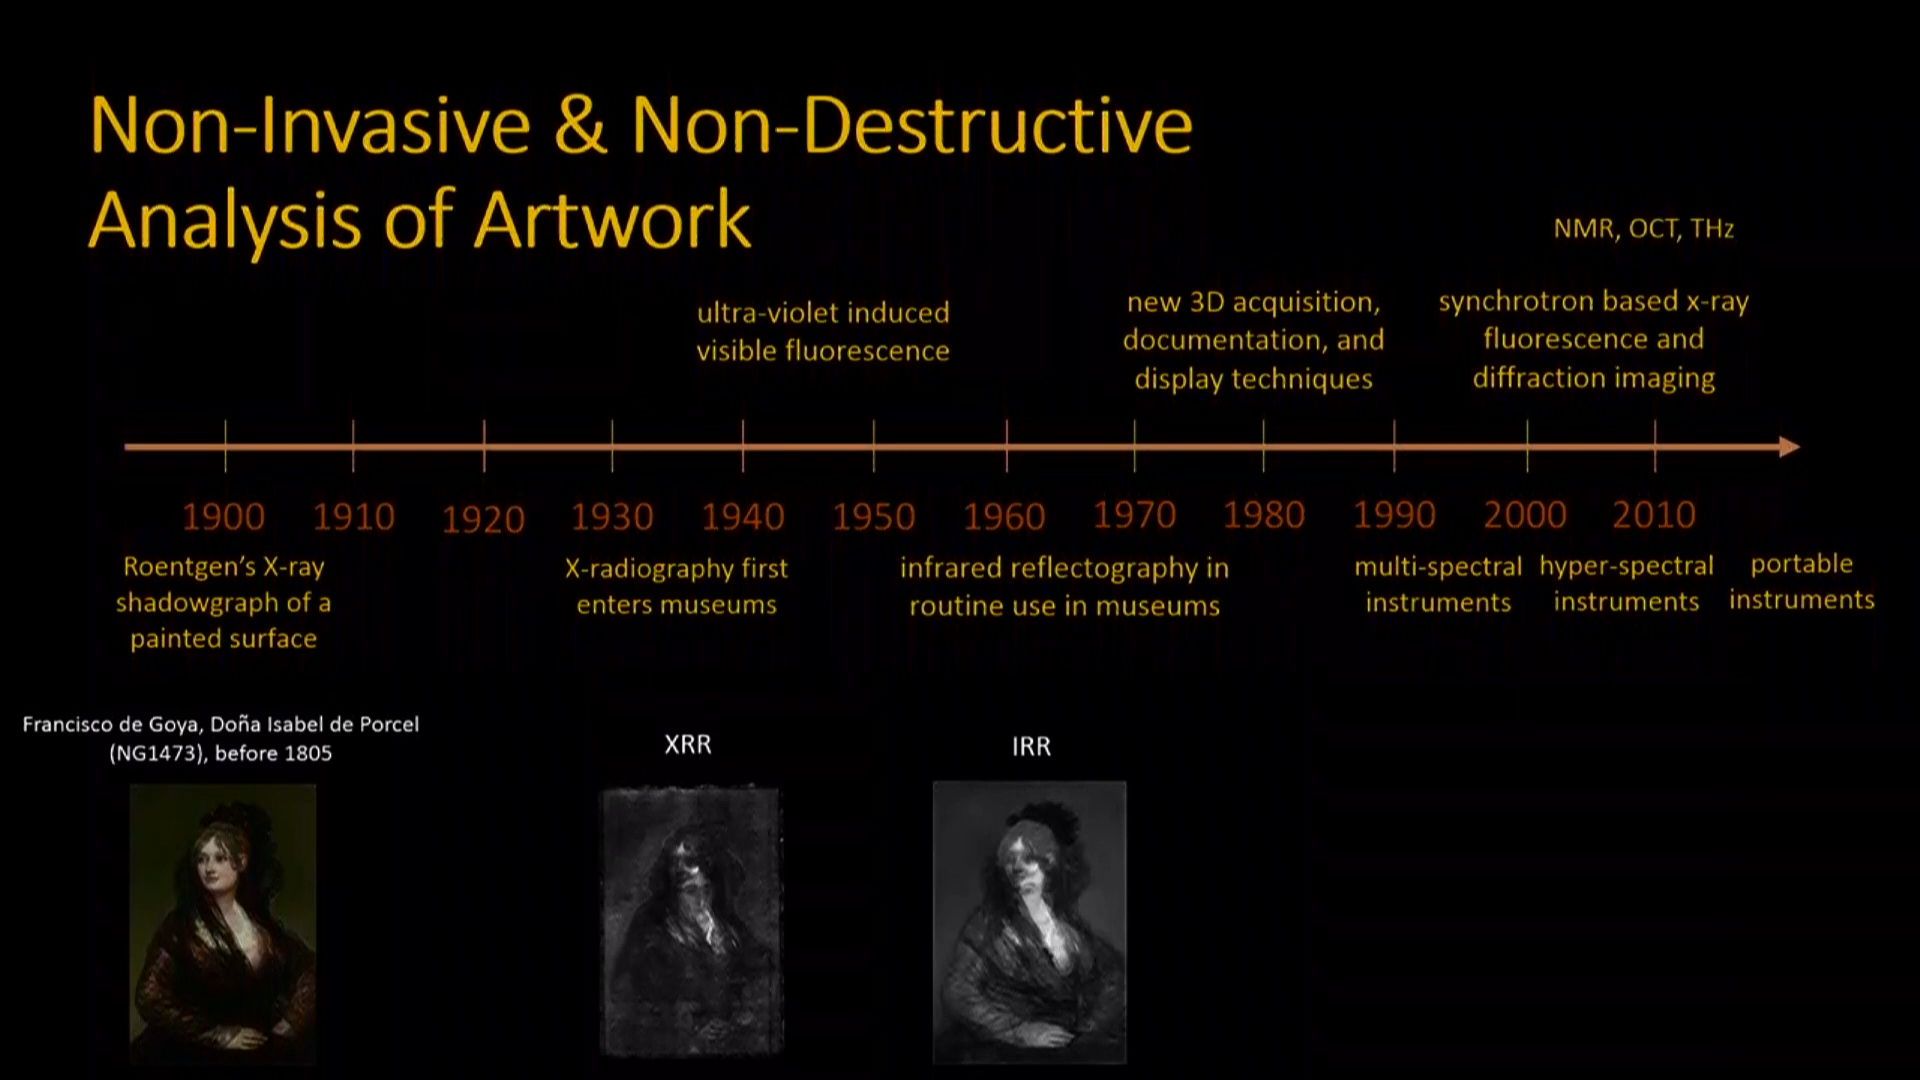 Non-Invasive & Non-Destructive
Analysis of Artwork
NMR, OCT, THz
ultra-violet induced
visible fluorescence
new 3D acquisition,
documentation, and
display techniques
synchrotron based x-ray
fluorescence and
diffraction imaging
1900 1910 1920 1930 1940 1950 1960 1970 1980 1990 2000 2010
Roentgen’s X-ray
shadowgraph of a
painted surface
X-radiography first
enters museums
infrared reflectography in
routine use in museums
multi-spectral
instruments
hyper-spectral
instruments
portable
instruments
Francisco de Goya, Doña Isabel de Porcel
(NG1473), before 1805
XRR
IRR